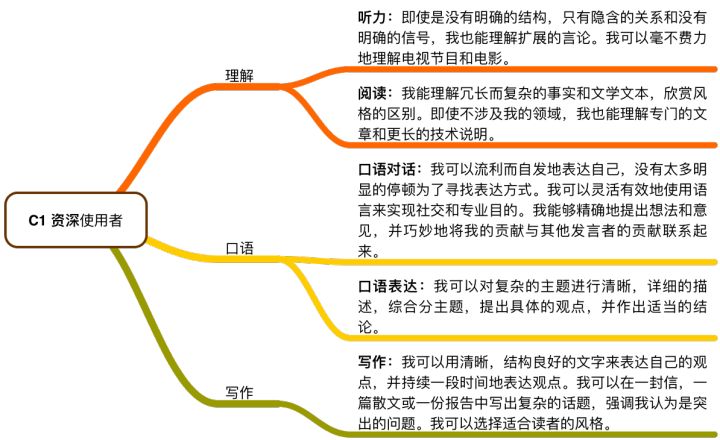 听力：即使是没有明确的结构，只有隐含的关系和没有
明确的信号，我也能理解扩展的言论。我可以毫不费力
地理解电视节目和电影。
理解
阅读：我能理解冗长而复杂的事实和文学文本，欣赏风
格的区别。即使不涉及我的领域，我也能理解专门的文
章和更长的技术说明。
C1 资深使用者
口语对话：我可以流利而自发地表达自己，没有太多明
显的停顿为了寻找表达方式。我可以灵活有效地使用语
言来实现社交和专业目的。我能够精确地提出想法和意
见，并巧妙地将我的贡献与其他发言者的贡献联系起
来。
口语
口语表达：我可以对复杂的主题进行清晰，详细的描
述，综合分主题，提出具体的观点，并作出适当的结
论。
写作
写作：我可以用清晰，结构良好的文字来表达自己的观
点，并持续一段时间地表达观点。我可以在一封信，一
篇散文或一份报告中写出复杂的话题，强调我认为是突
出的问题。我可以选择适合读者的风格。